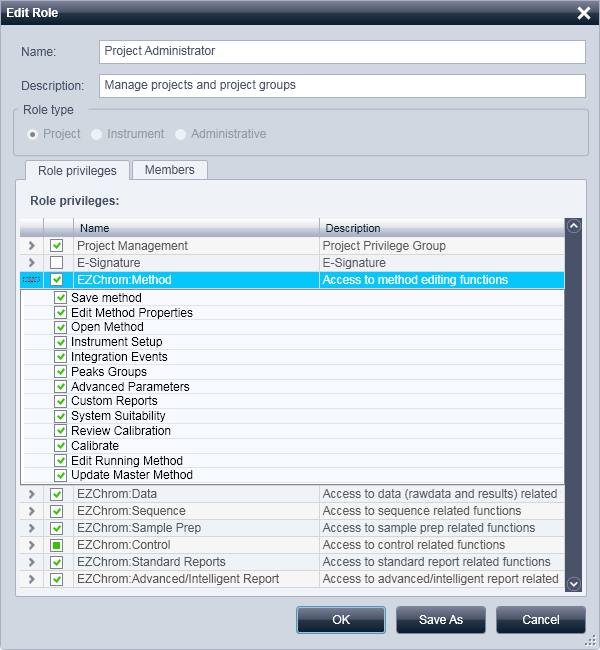 Edit Role
Name: Project Administrator
Description: Manage projects and project groups
Role type
Project Instrument Administrative
Role privileges Members
Role privileges:
Name Description
Project Management Project Privilege Group
E-Signature E-Signature
EZChrom:Method Access to method editing functions
Save method
Edit Method Properties
Open Method
Instrument Setup
Integration Events
Peaks Groups
Advanced Parameters
Custom Reports
System Suitability
Review Calibration
Calibrate
Edit Running Method
Update Master Method
EZChrom:Data Access to data (rawdata and results) related
EZChrom:Sequence Access to sequence related functions
EZChrom:Sample Prep Access to sample prep related functions
EZChrom:Control Access to control related functions
EZChrom:Standard Reports Access to standard report related functions
EZChrom:Advanced/Intelligent Report Access to advanced/intelligent report related
OK Save As Cancel